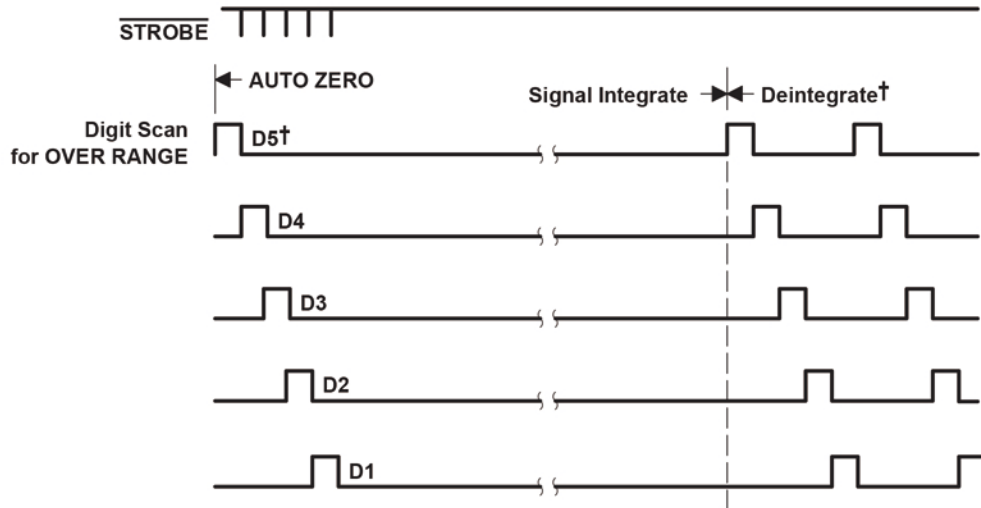 STROBE
AUTO ZERO
Signal Integrate
Deintegrate†
Digit Scan
for OVER RANGE
D5†
D4
D3
D2
D1